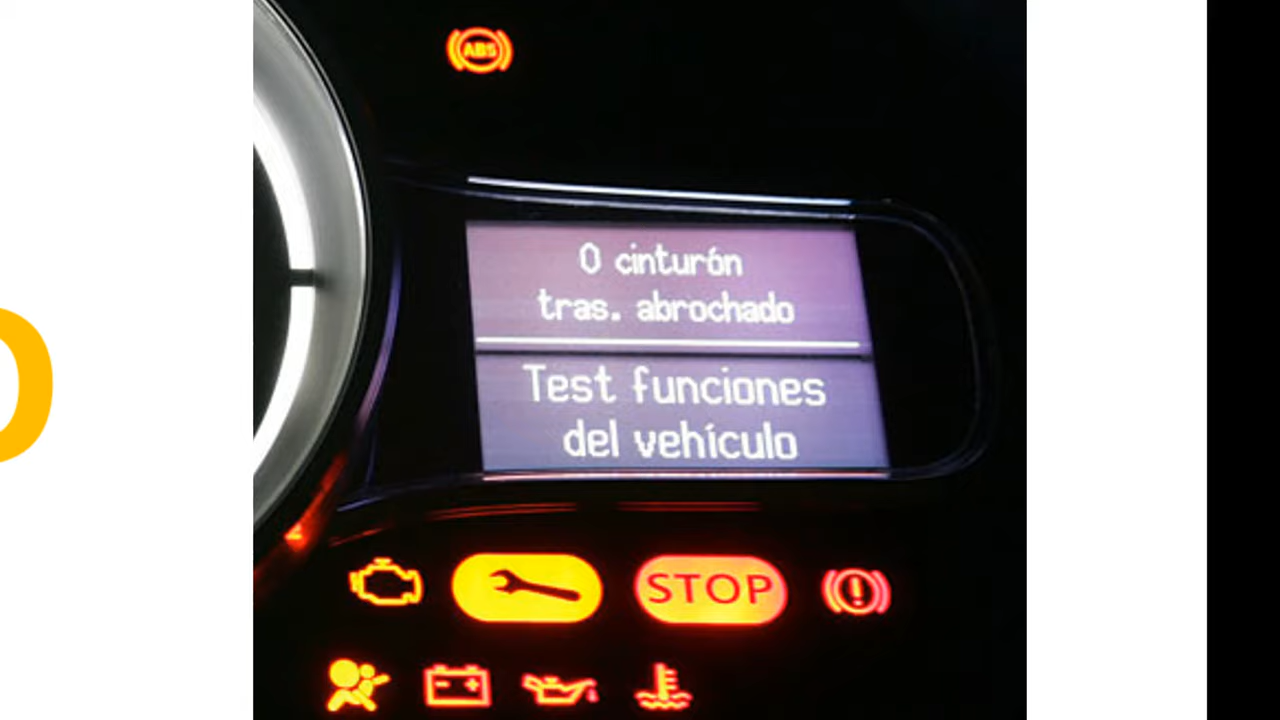 ABS
0 cinturón
tras. abrochado
Test funciones
del vehículo
STOP